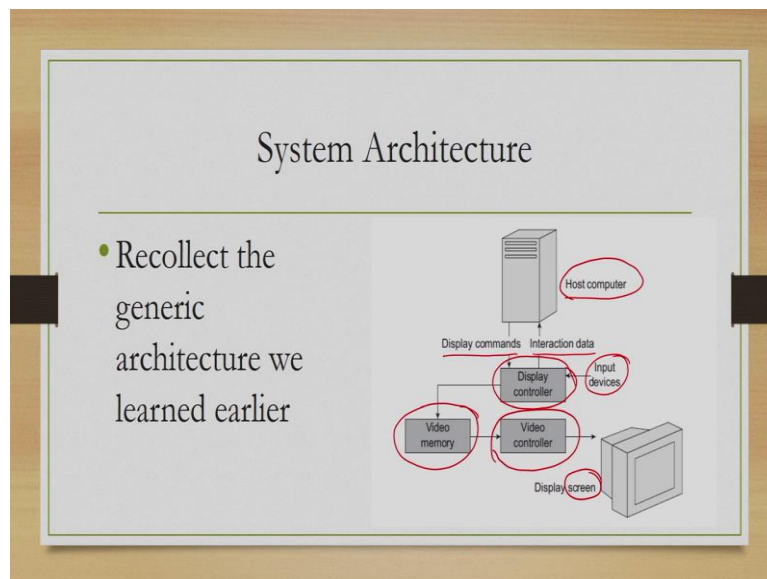 System Architecture
• Recollect the
generic
architecture we
learned earlier
Host computer
Display commands
Interaction data
Display
controller
Input
devices
Video
memory
Video
controller
Display screen